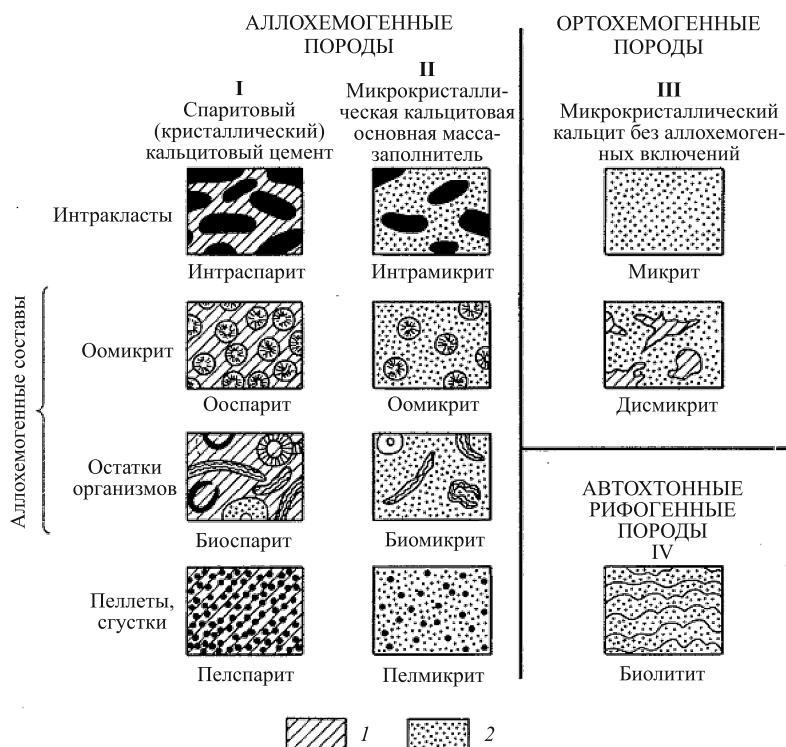 АЛЛОХЕМОГЕННЫЕ
ПОРОДЫ
ОРТОХЕМОГЕННЫЕ
ПОРОДЫ
I
Спаритовый
(кристаллический)
кальцитовый цемент
II
Микрокристалли-
ческая кальцитовая
основная масса-
заполнитель
III
Микрокристаллический
кальцит без аллохемоген-
ных включений
Интракласты
Интраспарит
Интрамикрит
Микрит
Аллохемогенные составы
Оомикрит
Ооспарит
Оомикрит
Дисмикрит
Остатки
организмов
Биоспарит
Биомикрит
АВТОХТОННЫЕ
РИФОГЕННЫЕ
ПОРОДЫ
IV
Пеллеты,
сгустки
Пелспарит
Пелмикрит
Биолитит
1
2